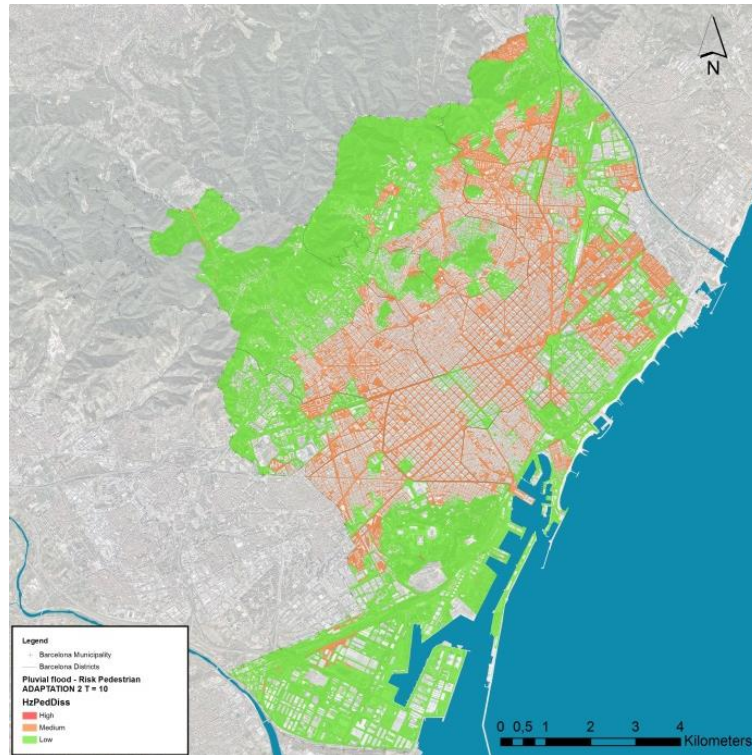 N
Legend
Barcelona Municipality
Barcelona Districts
Pluvial flood - Risk Pedestrian
ADAPTATION 2 T = 10
HzPedDiss
High
Medium
Low
0 0,5 1 2 3 4
Kilometers